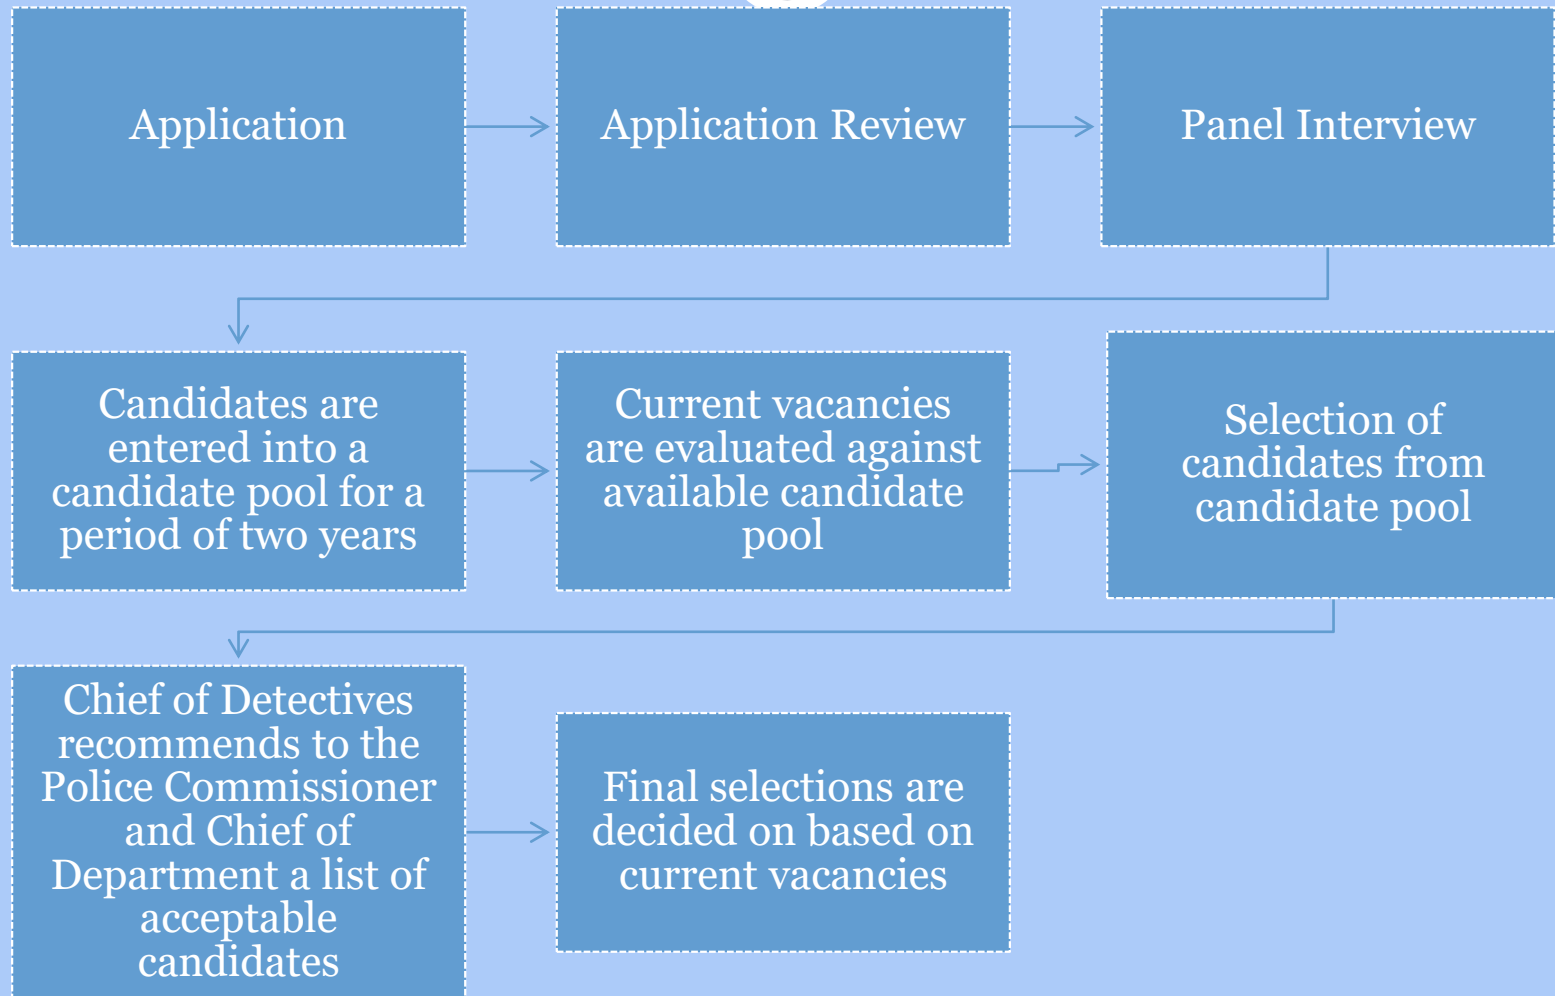 Application
Application Review
Panel Interview
Candidates are
entered into a
candidate pool for a
period of two years
Current vacancies
are evaluated against
available candidate
pool
Selection of
candidates from
candidate pool
Chief of Detectives
recommends to the
Police Commissioner
and Chief of
Department a list of
acceptable
candidates
Final selections are
decided on based on
current vacancies